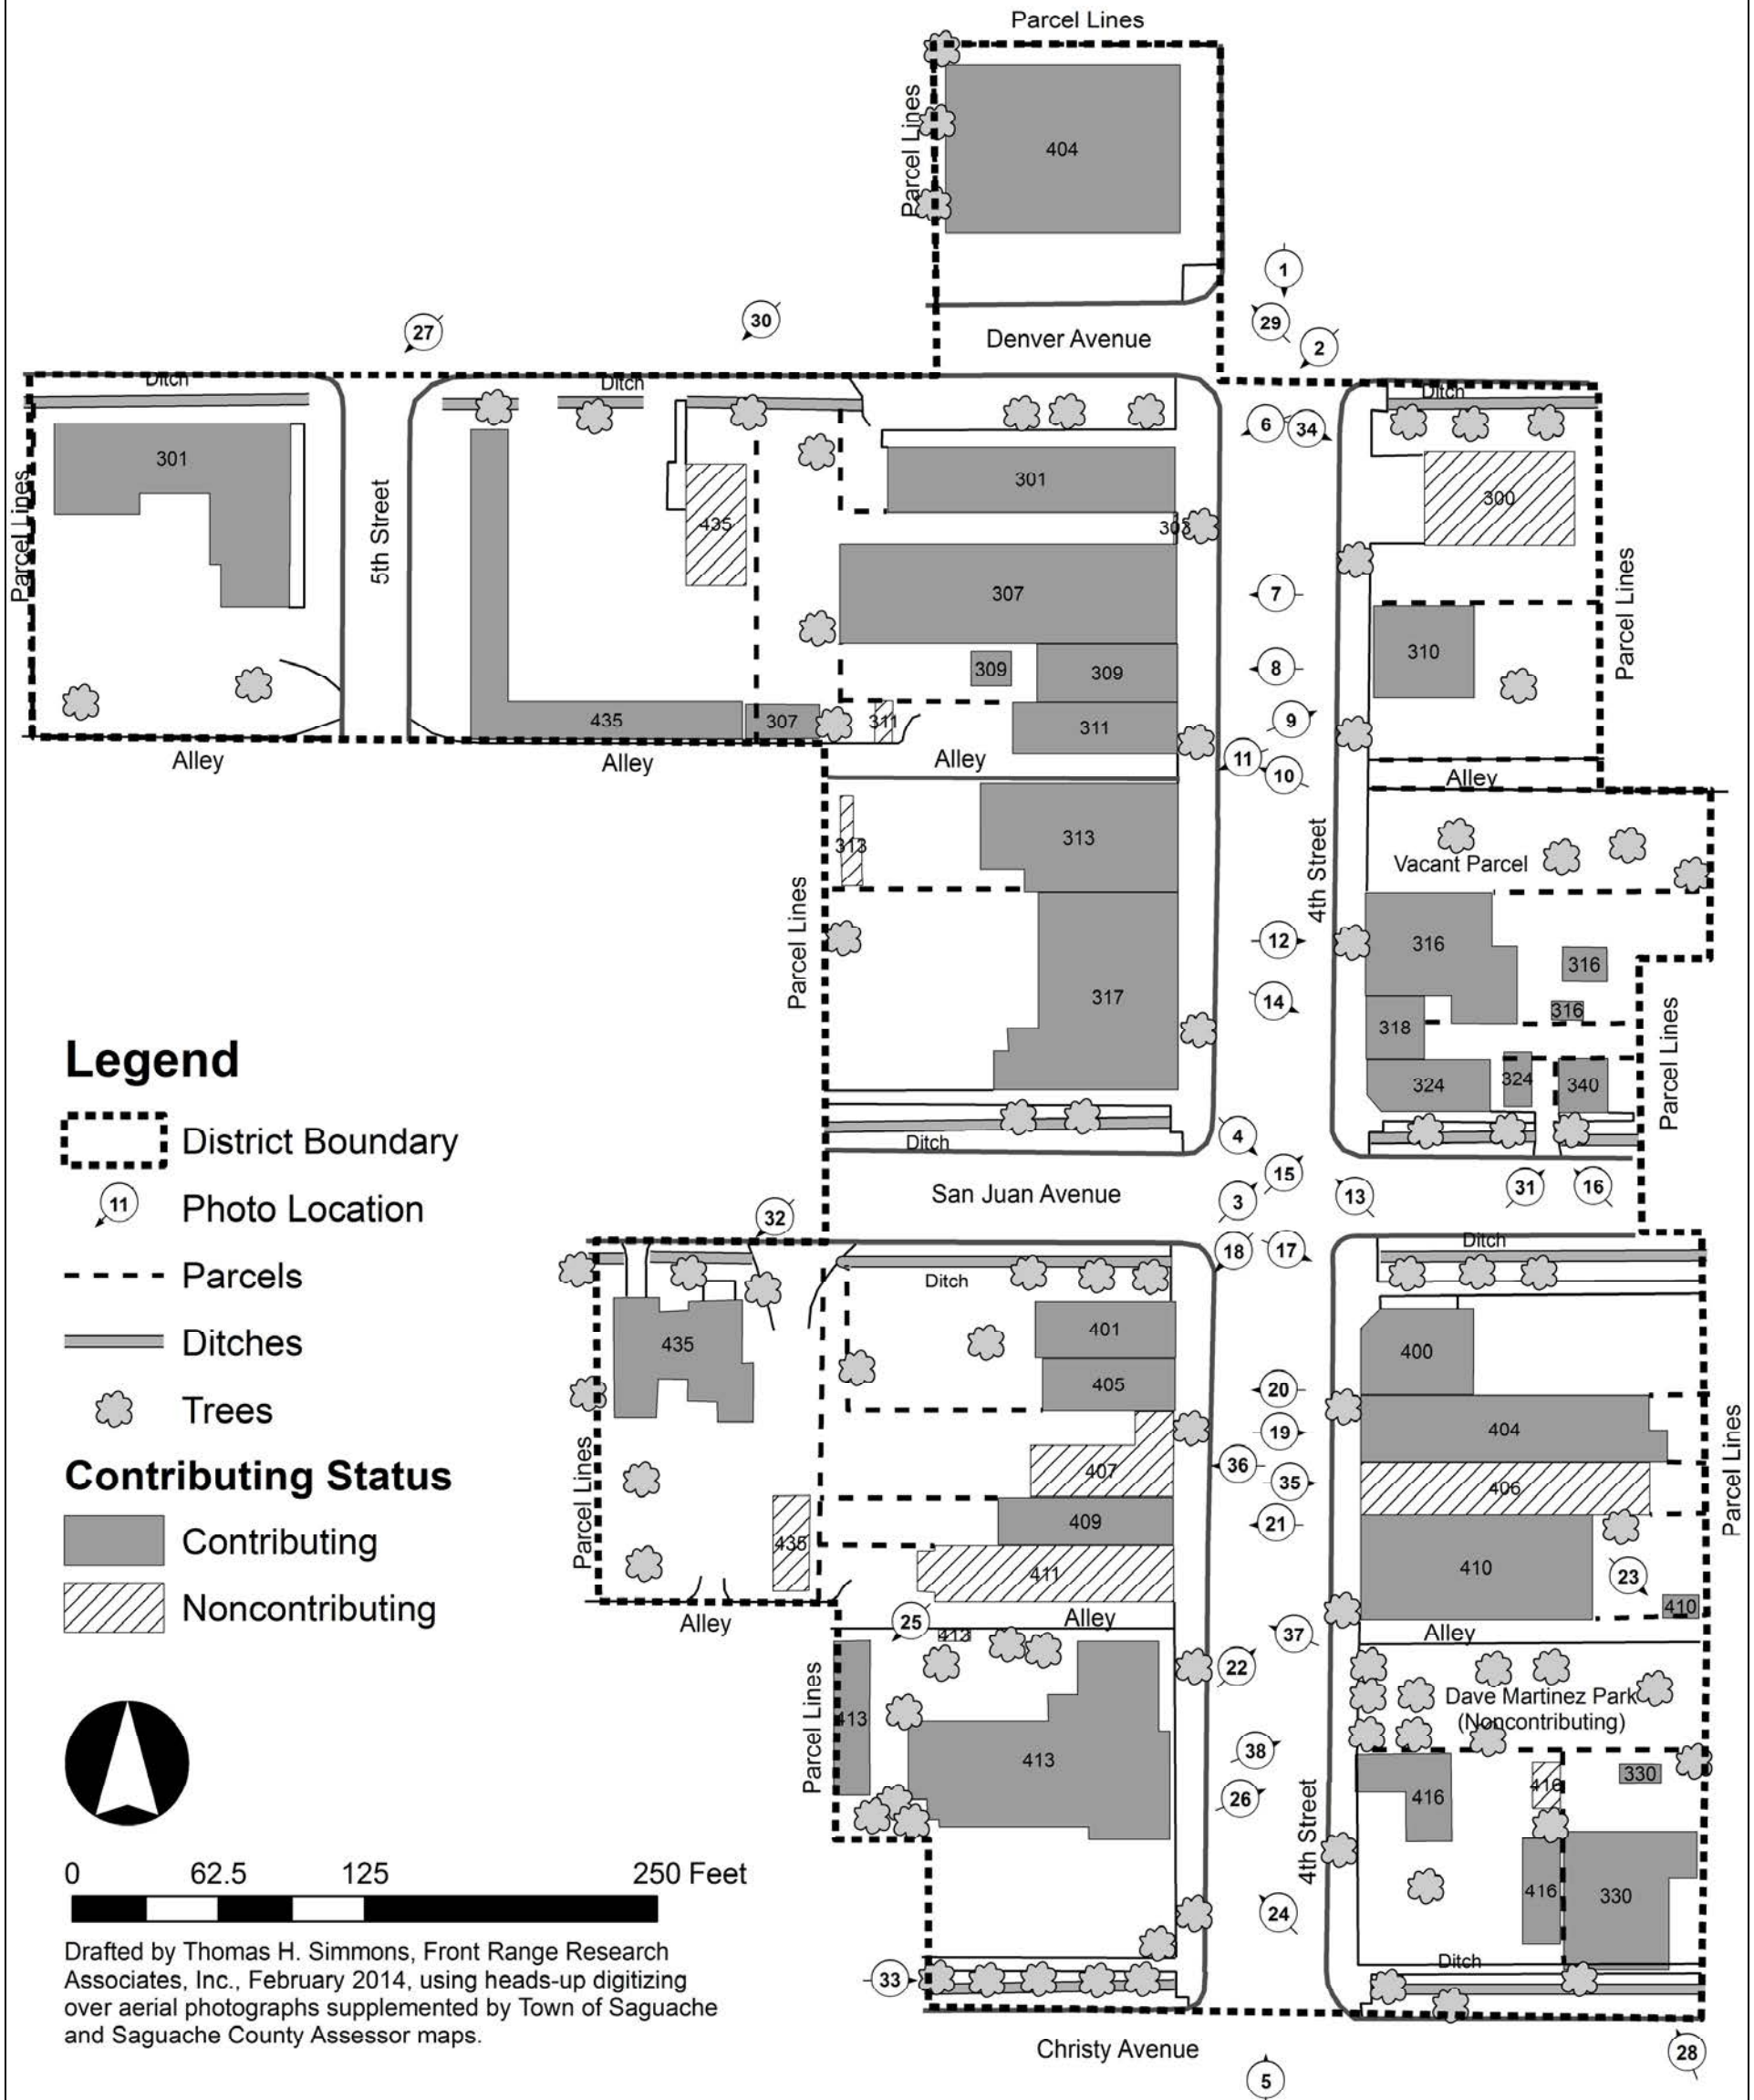 Parcel Lines
Parcel Lines
404
1
29
2
Denver Avenue
27
30
Ditch
Ditch
Ditch
6
34
301
5th Street
435
301
305
300
Parcel Lines
Parcel Lines
307
7
310
309
309
8
435
307
311
311
9
Alley
Alley
Alley
11
10
Alley
313
313
4th Street
Vacant Parcel
Parcel Lines
12
316
316
317
14
316
318
Parcel Lines
324
324
340
Ditch
4
15
San Juan Avenue
3
13
31
16
32
18
17
Ditch
Ditch
435
401
400
405
20
404
19
407
36
35
406
Parcel Lines
Parcel Lines
435
409
21
411
410
23
410
Alley
25
Alley
Alley
413
37
22
Parcel Lines
413
413
Dave Martinez Park
(Noncontributing)
38
26
4th Street
416
416
330
416
330
24
Ditch
33
Christy Avenue
28
5
Legend
District Boundary
11
Photo Location
Parcels
Ditches
Trees
Contributing Status
Contributing
Noncontributing
0 62.5 125 250 Feet
Drafted by Thomas H. Simmons, Front Range Research
Associates, Inc., February 2014, using heads-up digitizing
over aerial photographs supplemented by Town of Saguache
and Saguache County Assessor maps.